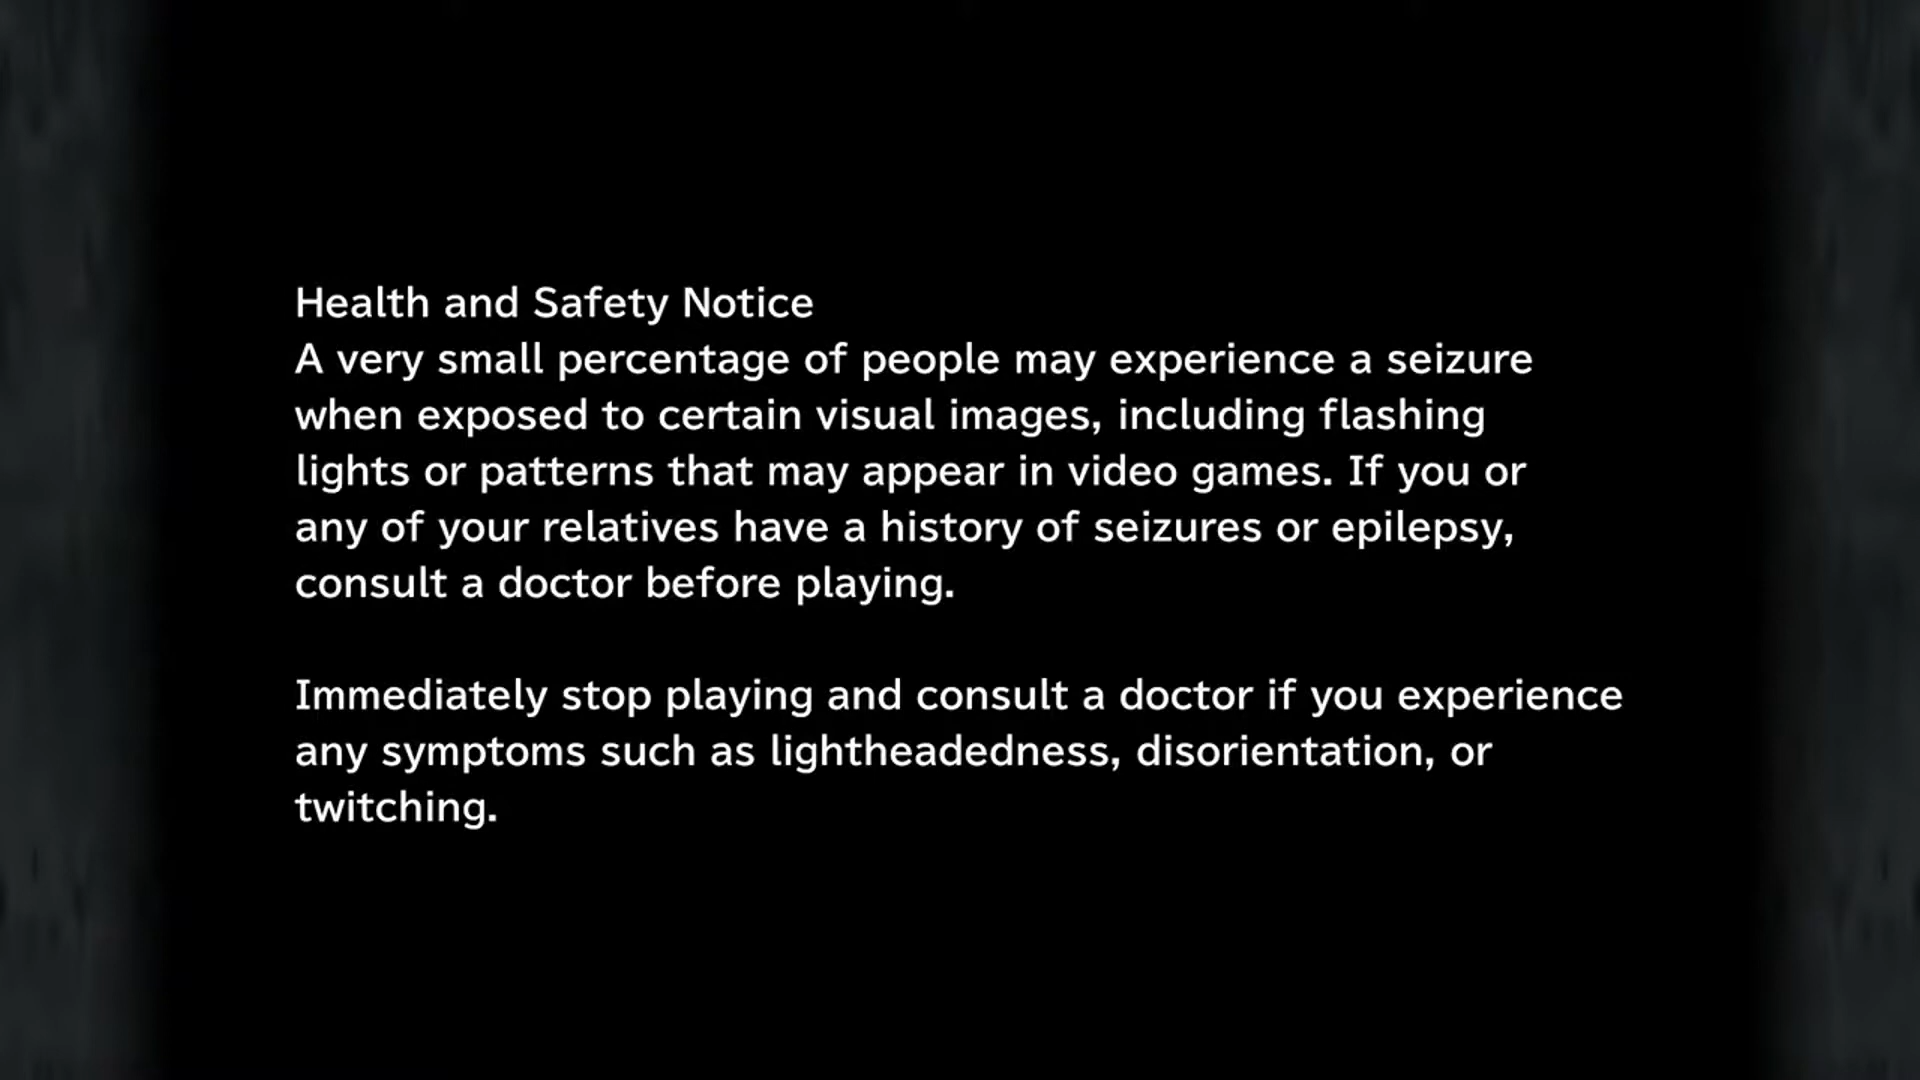 Health and Safety Notice
A very small percentage of people may experience a seizure
when exposed to certain visual images, including flashing
lights or patterns that may appear in video games. If you or
any of your relatives have a history of seizures or epilepsy,
consult a doctor before playing.
Immediately stop playing and consult a doctor if you experience
any symptoms such as lightheadedness, disorientation, or
twitching.